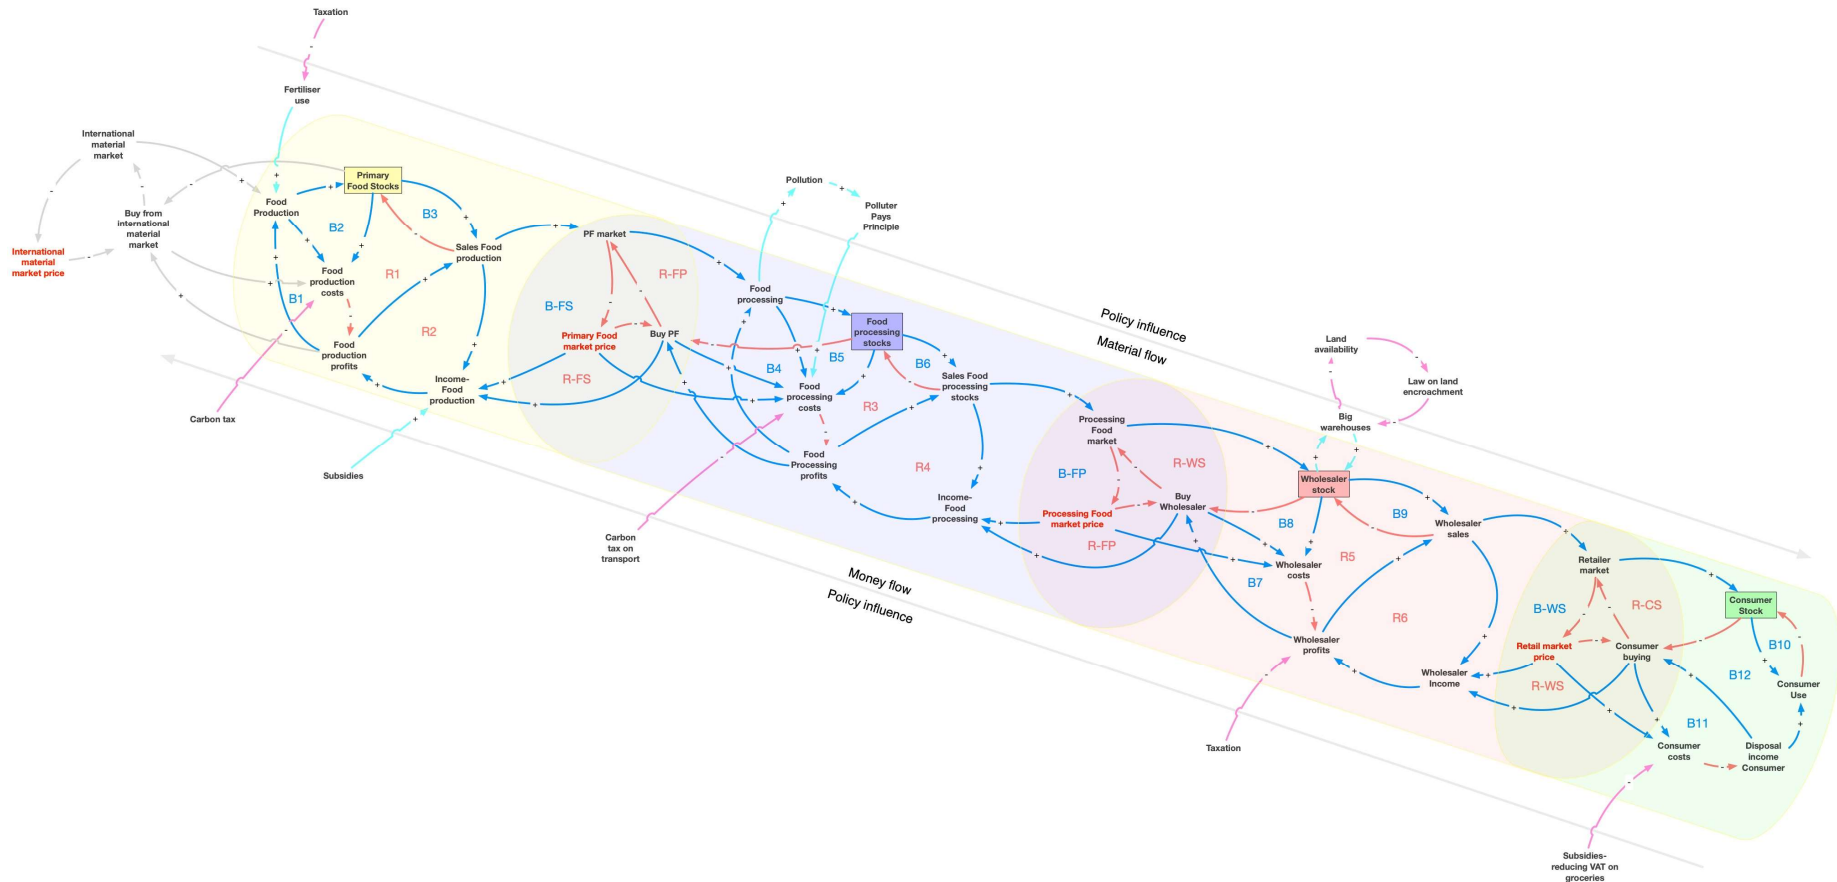 Taxation
Fertiliser
use
International
material
market
Primary
Food Stocks
Food
Production
B2
B3
Buy from
international
material
market
International
material
market price
Sales Food
production
Food
production
costs
R1
B1
R2
Food
production
profits
Income-
Food
production
Carbon tax
Subsidies
PF market
R-FP
B-FS
Primary Food
market price
Buy PF
R-FS
Pollution
Polluter
Pays
Principle
Food
processing
Food
processing
stocks
B4
B5
B6
Food
processing
costs
Sales Food
processing
stocks
R3
Food
Processing
profits
R4
Income-
Food
processing
Carbon
tax on
transport
Policy influence
Material flow
Money flow
Policy influence
Processing
Food
market
B-FP
R-WS
Processing Food
market price
Buy
Wholesaler
R-FP
Land
availability
Law on land
encroachment
Big
warehouses
Wholesaler
stock
B8
B9
Wholesaler
sales
Wholesaler
costs
R5
B7
Wholesaler
profits
R6
Wholesaler
Income
Taxation
Retailer
market
B-WS
R-CS
Retail market
price
Consumer
buying
R-WS
Consumer
Stock
B10
B12
Consumer
Use
B11
Consumer
costs
Disposal
income
Consumer
Subsidies-
reducing VAT on
groceries